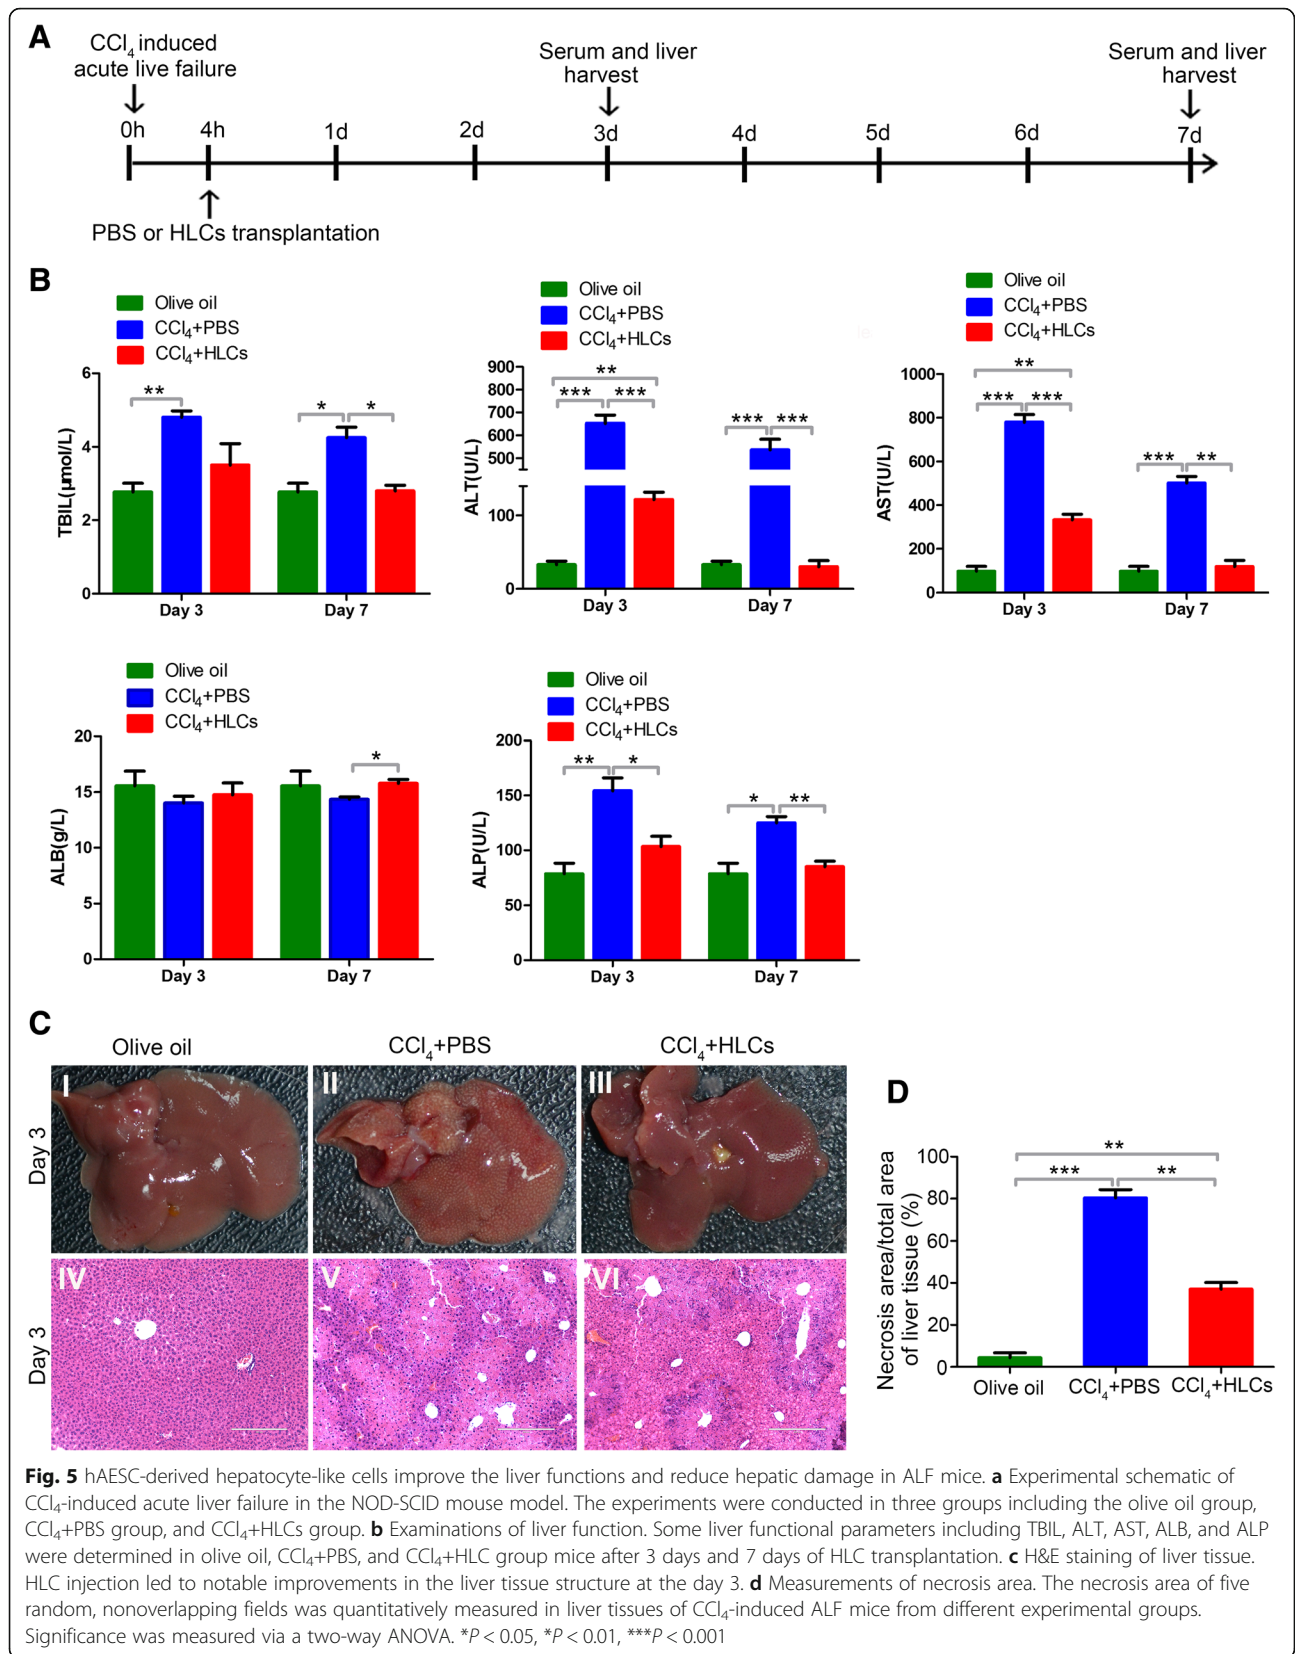 A
CCl4 induced
acute live failure
Serum and liver
harvest
Serum and liver
harvest
0h 4h 1d 2d 3d 4d 5d 6d 7d
PBS or HLCs transplantation
B
Olive oil
CCl4+PBS
CCl4+HLCs
TBIL(μmol/L)
6
4
2
0
** * *
Day 3 Day 7
Olive oil
CCl4+PBS
CCl4+HLCs
ALT(U/L)
900
800
700
600
500
100
0
**
*** *** *** ***
Day 3 Day 7
Olive oil
CCl4+PBS
CCl4+HLCs
AST(U/L)
1000
800
600
400
200
0
**
*** *** *** **
Day 3 Day 7
Olive oil
CCl4+PBS
CCl4+HLCs
ALB(g/L)
20
15
10
5
0
*
Day 3 Day 7
Olive oil
CCl4+PBS
CCl4+HLCs
ALP(U/L)
200
150
100
50
0
** * * **
Day 3 Day 7
C
Olive oil CCl4+PBS CCl4+HLCs
Day 3
I II III
Day 3
IV V VI
D
Necrosis area/total area
of liver tissue (%)
100
80
60
40
20
0
**
*** **
Olive oil CCl4+PBS CCl4+HLCs
Fig. 5 hAESC-derived hepatocyte-like cells improve the liver functions and reduce hepatic damage in ALF mice. a Experimental schematic of
CCl4-induced acute liver failure in the NOD-SCID mouse model. The experiments were conducted in three groups including the olive oil group,
CCl4+PBS group, and CCl4+HLCs group. b Examinations of liver function. Some liver functional parameters including TBIL, ALT, AST, ALB, and ALP
were determined in olive oil, CCl4+PBS, and CCl4+HLC group mice after 3 days and 7 days of HLC transplantation. c H&E staining of liver tissue.
HLC injection led to notable improvements in the liver tissue structure at the day 3. d Measurements of necrosis area. The necrosis area of five
random, nonoverlapping fields was quantitatively measured in liver tissues of CCl4-induced ALF mice from different experimental groups.
Significance was measured via a two-way ANOVA. *P < 0.05, *P < 0.01, ***P < 0.001